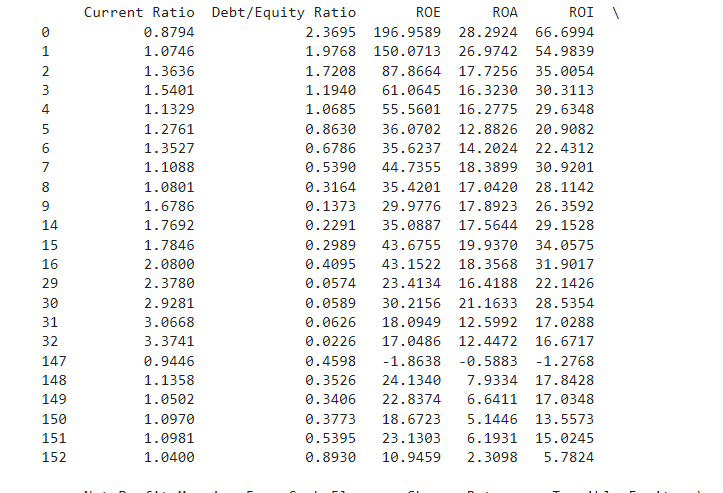 Current Ratio Debt/Equity Ratio ROE ROA ROI \
0 0.8794 2.3695 196.9589 28.2924 66.6994
1 1.0746 1.9768 150.0713 26.9742 54.9839
2 1.3636 1.7208 87.8664 17.7256 35.0054
3 1.5401 1.1940 61.0645 16.3230 30.3113
4 1.1329 1.0685 55.5601 16.2775 29.6348
5 1.2761 0.8630 36.0702 12.8826 20.9082
6 1.3527 0.6786 35.6237 14.2024 22.4312
7 1.1088 0.5390 44.7355 18.3899 30.9201
8 1.0801 0.3164 35.4201 17.0420 28.1142
9 1.6786 0.1373 29.9776 17.8923 26.3592
14 1.7692 0.2291 35.0887 17.5644 29.1528
15 1.7846 0.2989 43.6755 19.9370 34.0575
16 2.0800 0.4095 43.1522 18.3568 31.9017
29 2.3780 0.0574 23.4134 16.4188 22.1426
30 2.9281 0.0589 30.2156 21.1633 28.5354
31 3.0668 0.0626 18.0949 12.5992 17.0288
32 3.3741 0.0226 17.0486 12.4472 16.6717
147 0.9446 0.4598 -1.8638 -0.5883 -1.2768
148 1.1358 0.3526 24.1340 7.9334 17.8428
149 1.0502 0.3406 22.8374 6.6411 17.0348
150 1.0970 0.3773 18.6723 5.1446 13.5573
151 1.0981 0.5395 23.1303 6.1931 15.0245
152 1.0400 0.8930 10.9459 2.3098 5.7824